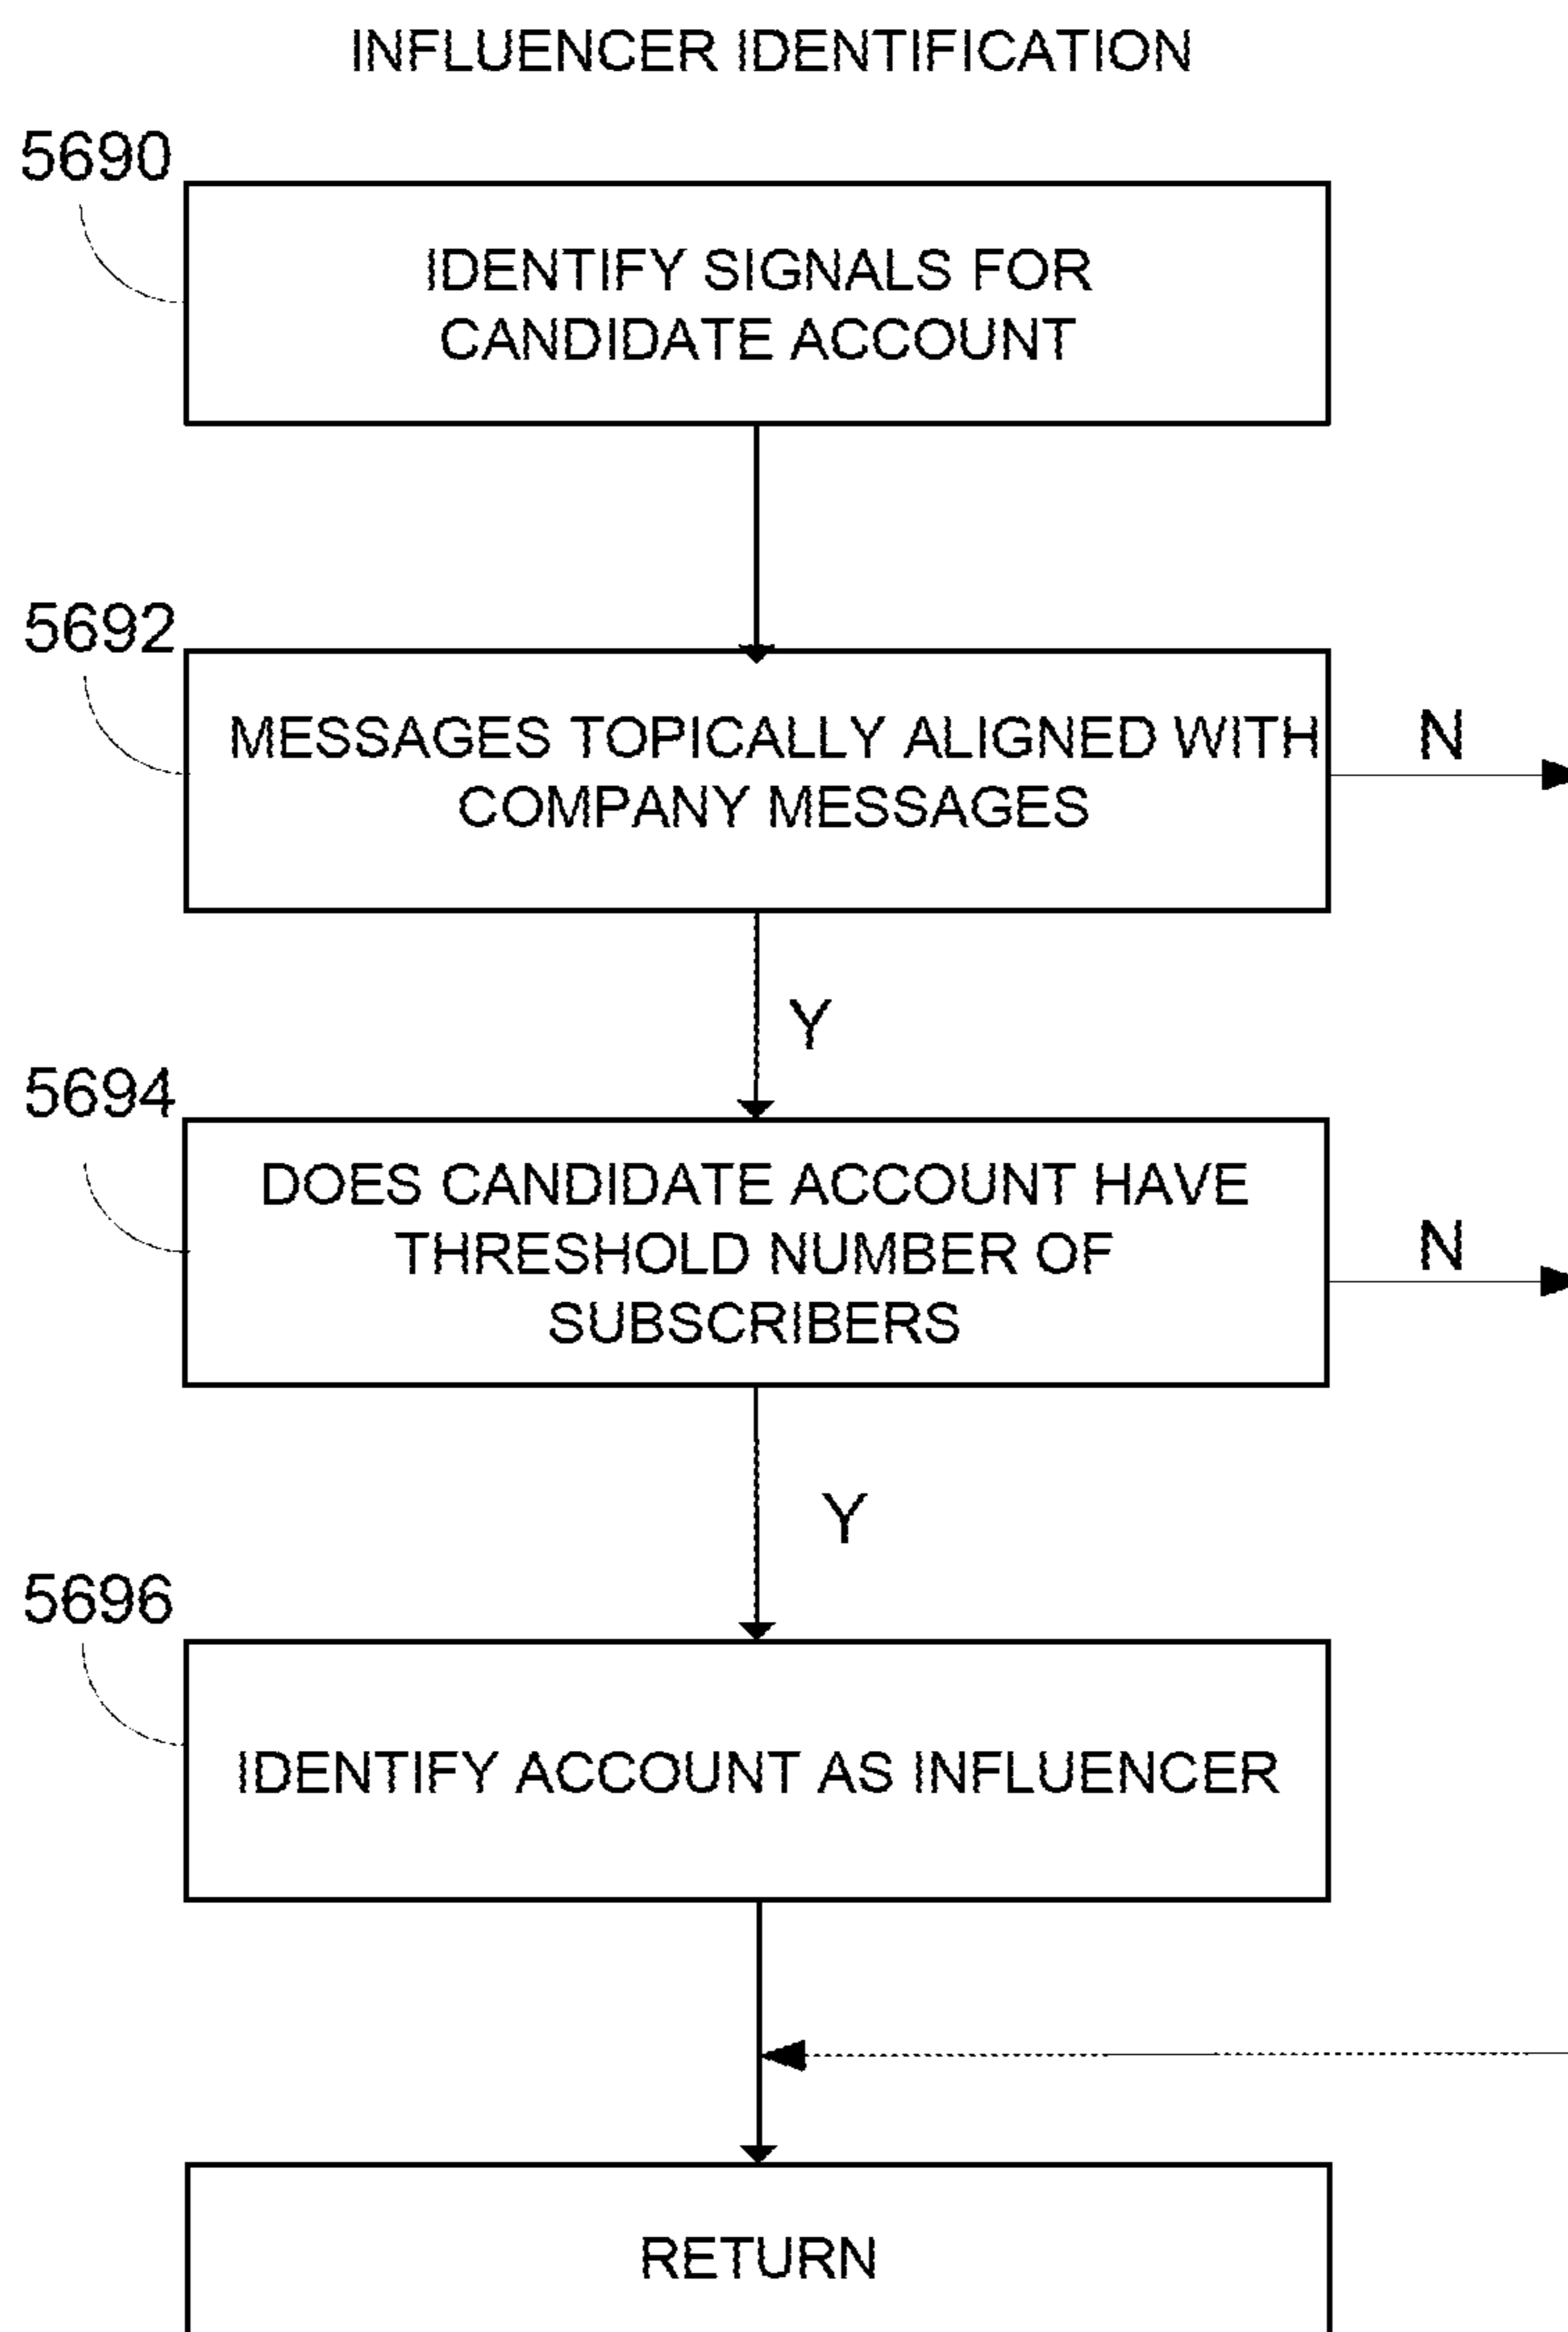 INFLUENCER IDENTIFICATION
5690
IDENTIFY SIGNALS FOR
CANDIDATE ACCOUNT
5692
MESSAGES TOPICALLY ALIGNED WITH
COMPANY MESSAGES
N
Y
5694
DOES CANDIDATE ACCOUNT HAVE
THRESHOLD NUMBER OF
SUBSCRIBERS
N
Y
5696
IDENTIFY ACCOUNT AS INFLUENCER
RETURN